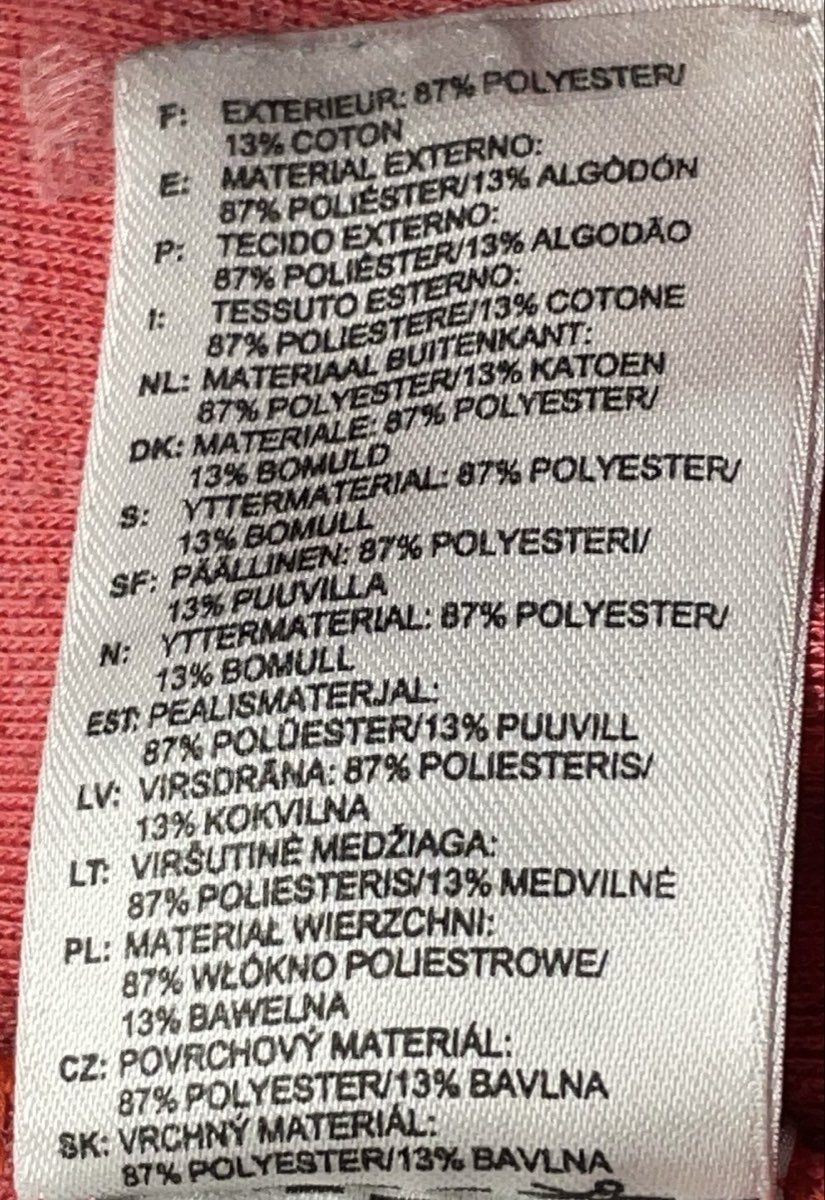 F: EXTERIEUR: 87% POLYESTER/
13% COTON
E: MATERIAL EXTERNO:
87% POLIÉSTER/13% ALGODÓN
P: TECIDO EXTERNO:
87% POLIÉSTER/13% ALGODÃO
I: TESSUTO ESTERNO:
87% POLIESTERE/13% COTONE
NL: MATERIAAL BUITENKANT:
87% POLYESTER/13% KATOEN
DK: MATERIALE: 87% POLYESTER/
13% BOMULD
S: YTTERMATERIAL: 87% POLYESTER/
13% BOMULL
SF: PÄÄLLINEN: 87% POLYESTERI/
13% PUUVILLA
N: YTTERMATERIAL: 87% POLYESTER/
13% BOMULL
EST: PEALISMATERJAL:
87% POLÜESTER/13% PUUVILL
LV: VIRSDRĀNA: 87% POLIESTERIS/
13% KOKVILNA
LT: VIRŠUTINĖ MEDŽIAGA:
87% POLIESTERIS/13% MEDVILNĖ
PL: MATERIAŁ WIERZCHNI:
87% WŁÓKNO POLIESTROWE/
13% BAWEŁNA
CZ: POVRCHOVÝ MATERIÁL:
87% POLYESTER/13% BAVLNA
SK: VRCHNÝ MATERIÁL:
87% POLYESTER/13% BAVLNA